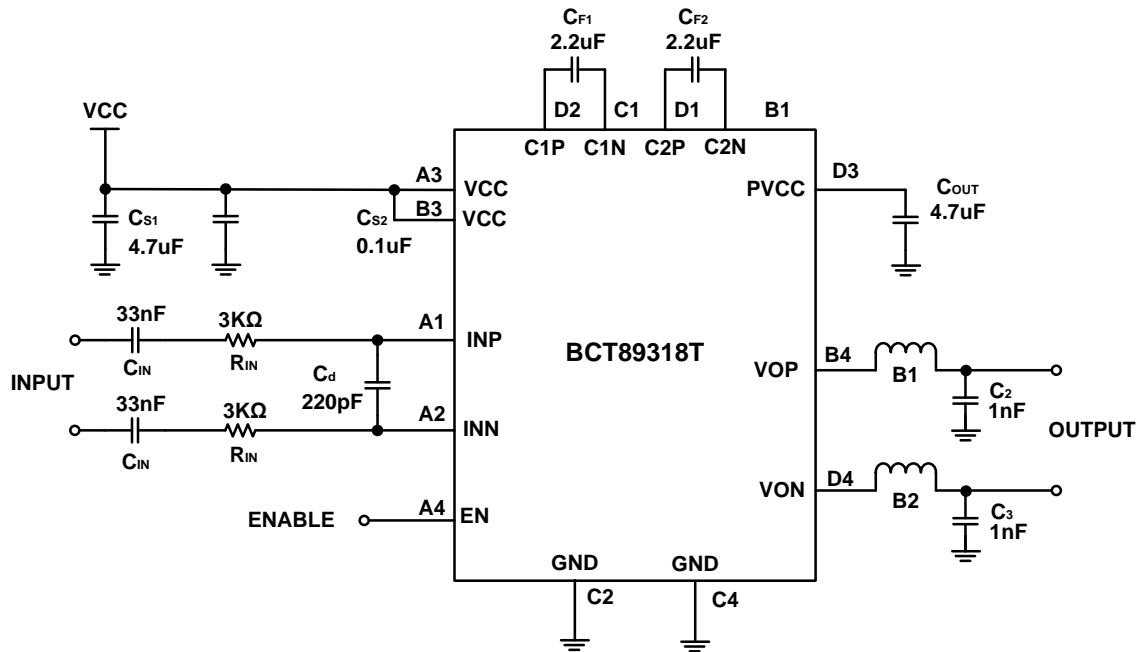 CF1
2.2uF
CF2
2.2uF
VCC
D2
C1
D1
B1
C1P
C1N
C2P
C2N
A3
VCC
B3
VCC
PVCC
D3
COUT
4.7uF
CS1
4.7uF
CS2
0.1uF
33nF
3KΩ
A1
INP
CIN
RIN
INPUT
Cd
220pF
33nF
3KΩ
A2
INN
CIN
RIN
BCT89318T
VOP
B4
B1
C2
1nF
OUTPUT
VON
D4
B2
C3
1nF
ENABLE
A4
EN
GND
C2
GND
C4